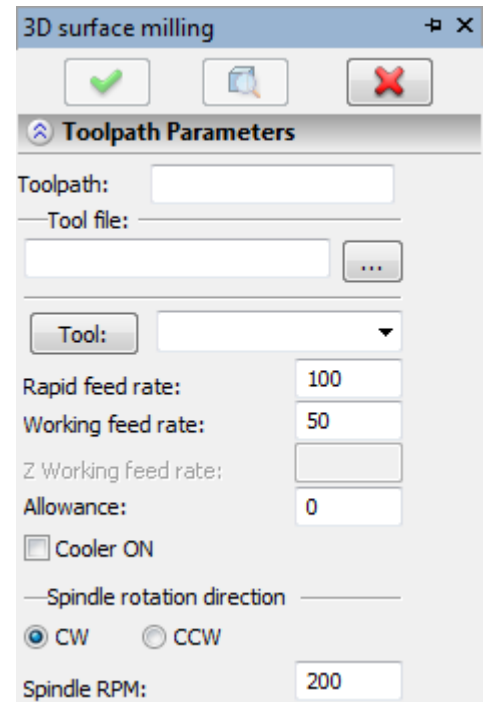 3D surface milling
Toolpath Parameters
Toolpath:
Tool file:
...
Tool:
Rapid feed rate: 100
Working feed rate: 50
Z Working feed rate:
Allowance: 0
Cooler ON
Spindle rotation direction
CW CCW
Spindle RPM: 200